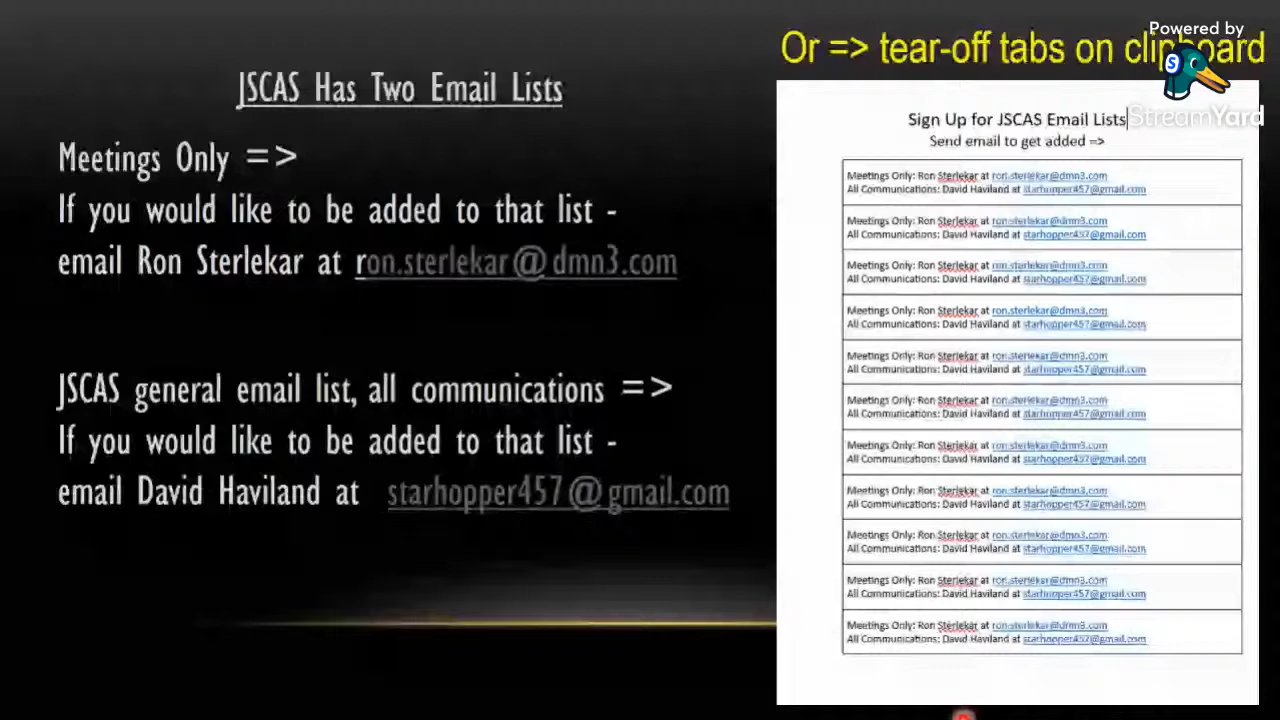 JSCAS Has Two Email Lists
Meetings Only =>
If you would like to be added to that list -
email Ron Sterlekar at ron.sterlekar@dmn3.com
JSCAS general email list, all communications =>
If you would like to be added to that list -
email David Haviland at starhopper457@gmail.com
Or => tear-off tabs on clipboard
Powered by
StreamYard
Sign Up for JSCAS Email Lists
Send email to get added =>
Meetings Only: Ron Sterlekar at ron.sterlekar@dmn3.com
All Communications: David Haviland at starhopper457@gmail.com
Meetings Only: Ron Sterlekar at ron.sterlekar@dmn3.com
All Communications: David Haviland at starhopper457@gmail.com
Meetings Only: Ron Sterlekar at ron.sterlekar@dmn3.com
All Communications: David Haviland at starhopper457@gmail.com
Meetings Only: Ron Sterlekar at ron.sterlekar@dmn3.com
All Communications: David Haviland at starhopper457@gmail.com
Meetings Only: Ron Sterlekar at ron.sterlekar@dmn3.com
All Communications: David Haviland at starhopper457@gmail.com
Meetings Only: Ron Sterlekar at ron.sterlekar@dmn3.com
All Communications: David Haviland at starhopper457@gmail.com
Meetings Only: Ron Sterlekar at ron.sterlekar@dmn3.com
All Communications: David Haviland at starhopper457@gmail.com
Meetings Only: Ron Sterlekar at ron.sterlekar@dmn3.com
All Communications: David Haviland at starhopper457@gmail.com
Meetings Only: Ron Sterlekar at ron.sterlekar@dmn3.com
All Communications: David Haviland at starhopper457@gmail.com
Meetings Only: Ron Sterlekar at ron.sterlekar@dmn3.com
All Communications: David Haviland at starhopper457@gmail.com
Meetings Only: Ron Sterlekar at ron.sterlekar@dmn3.com
All Communications: David Haviland at starhopper457@gmail.com